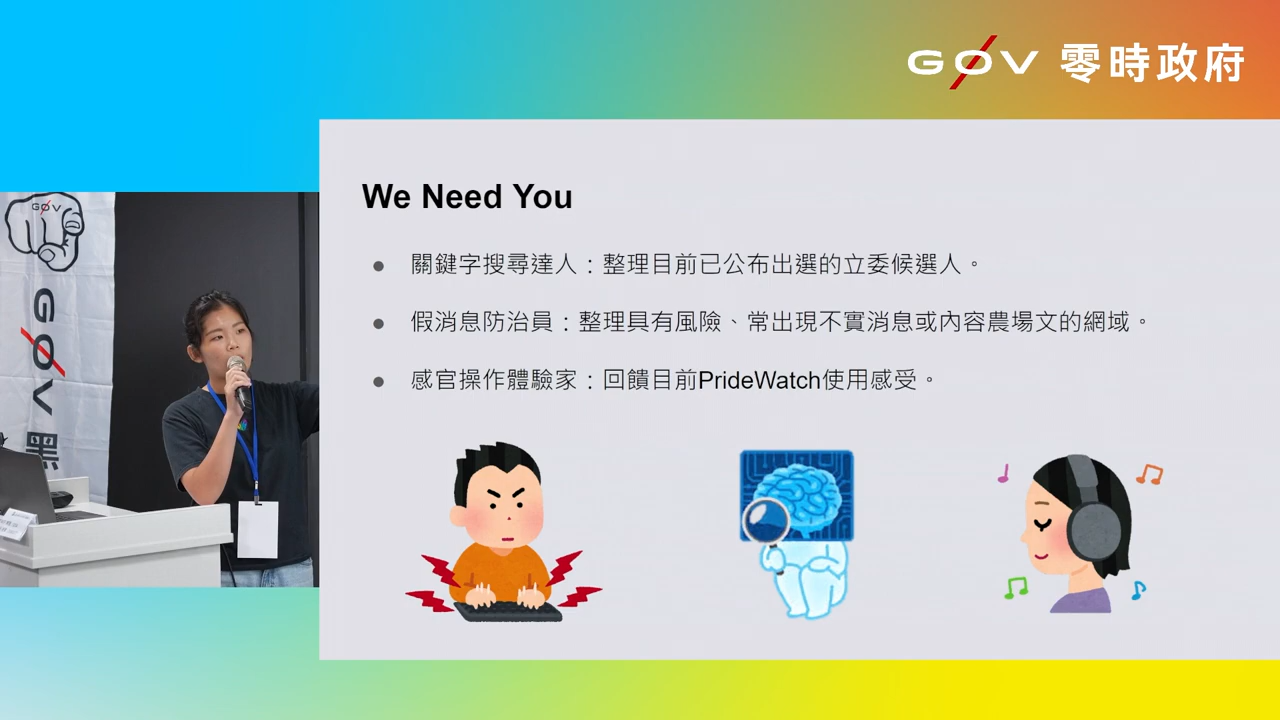 GØV 零時政府
We Need You
關鍵字搜尋達人：整理目前已公布出選的立委候選人。
假消息防治員：整理具有風險、常出現不實消息或內容農場文的網域。
感官操作體驗家：回饋目前PrideWatch使用感受。
GØV
GØV